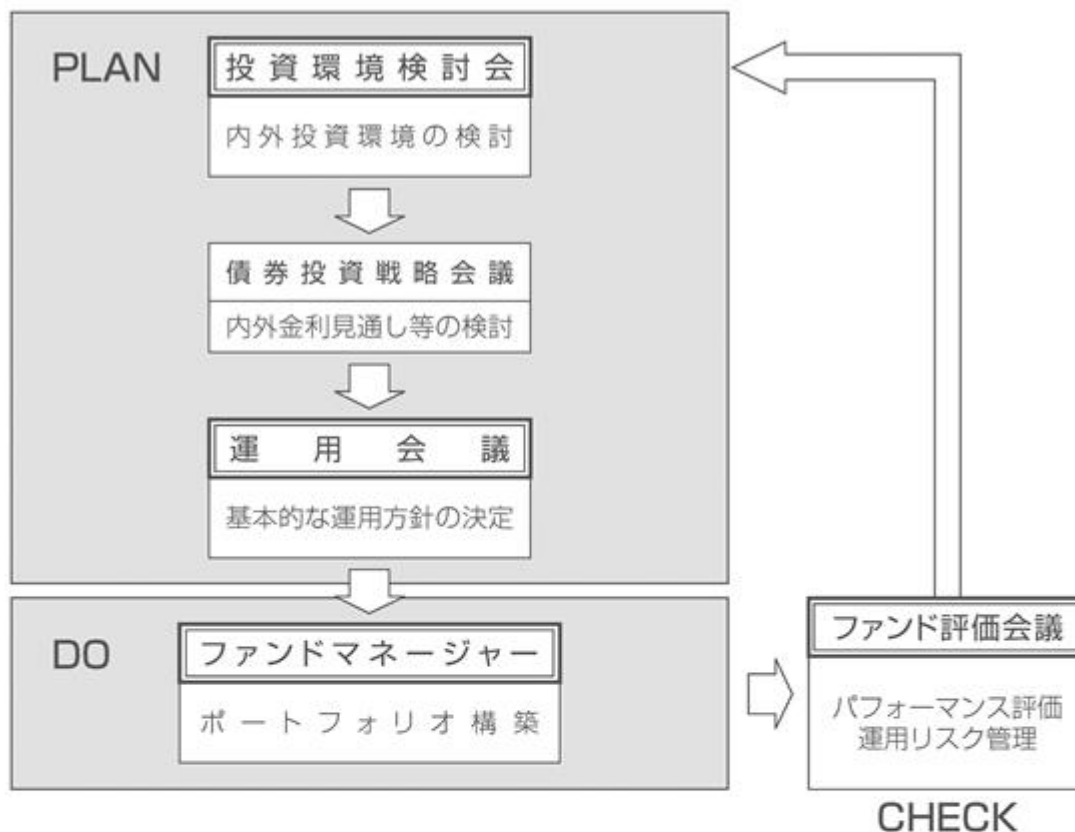 PLAN
投資環境検討会
内外投資環境の検討
債券投資戦略会議
内外金利見通し等の検討
運用会議
基本的な運用方針の決定
DO
ファンドマネージャー
ポートフォリオ構築
ファンド評価会議
パフォーマンス評価
運用リスク管理
CHECK